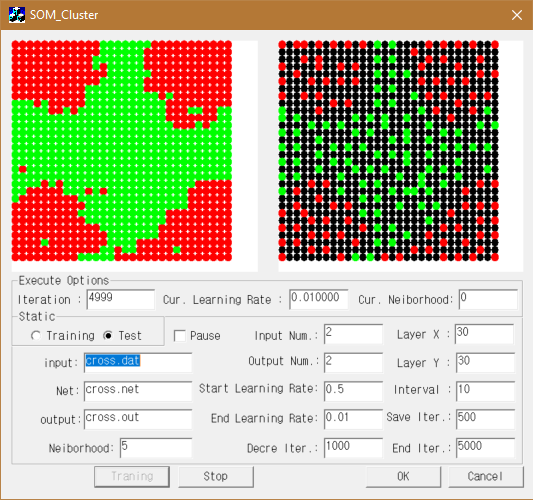 SOM_Cluster
Execute Options
Iteration : 4999 Cur. Learning Rate : 0.010000 Cur. Neiborhood: 0
Static
Training Test Pause Input Num.: 2 Layer X : 30
input: cross.dat Output Num.: 2 Layer Y : 30
Net: cross.net Start Learning Rate: 0.5 Interval : 10
output: cross.out End Learning Rate: 0.01 Save Iter.: 500
Neiborhood: 5 Decre Iter.: 1000 End Iter.: 5000
Traning Stop OK Cancel